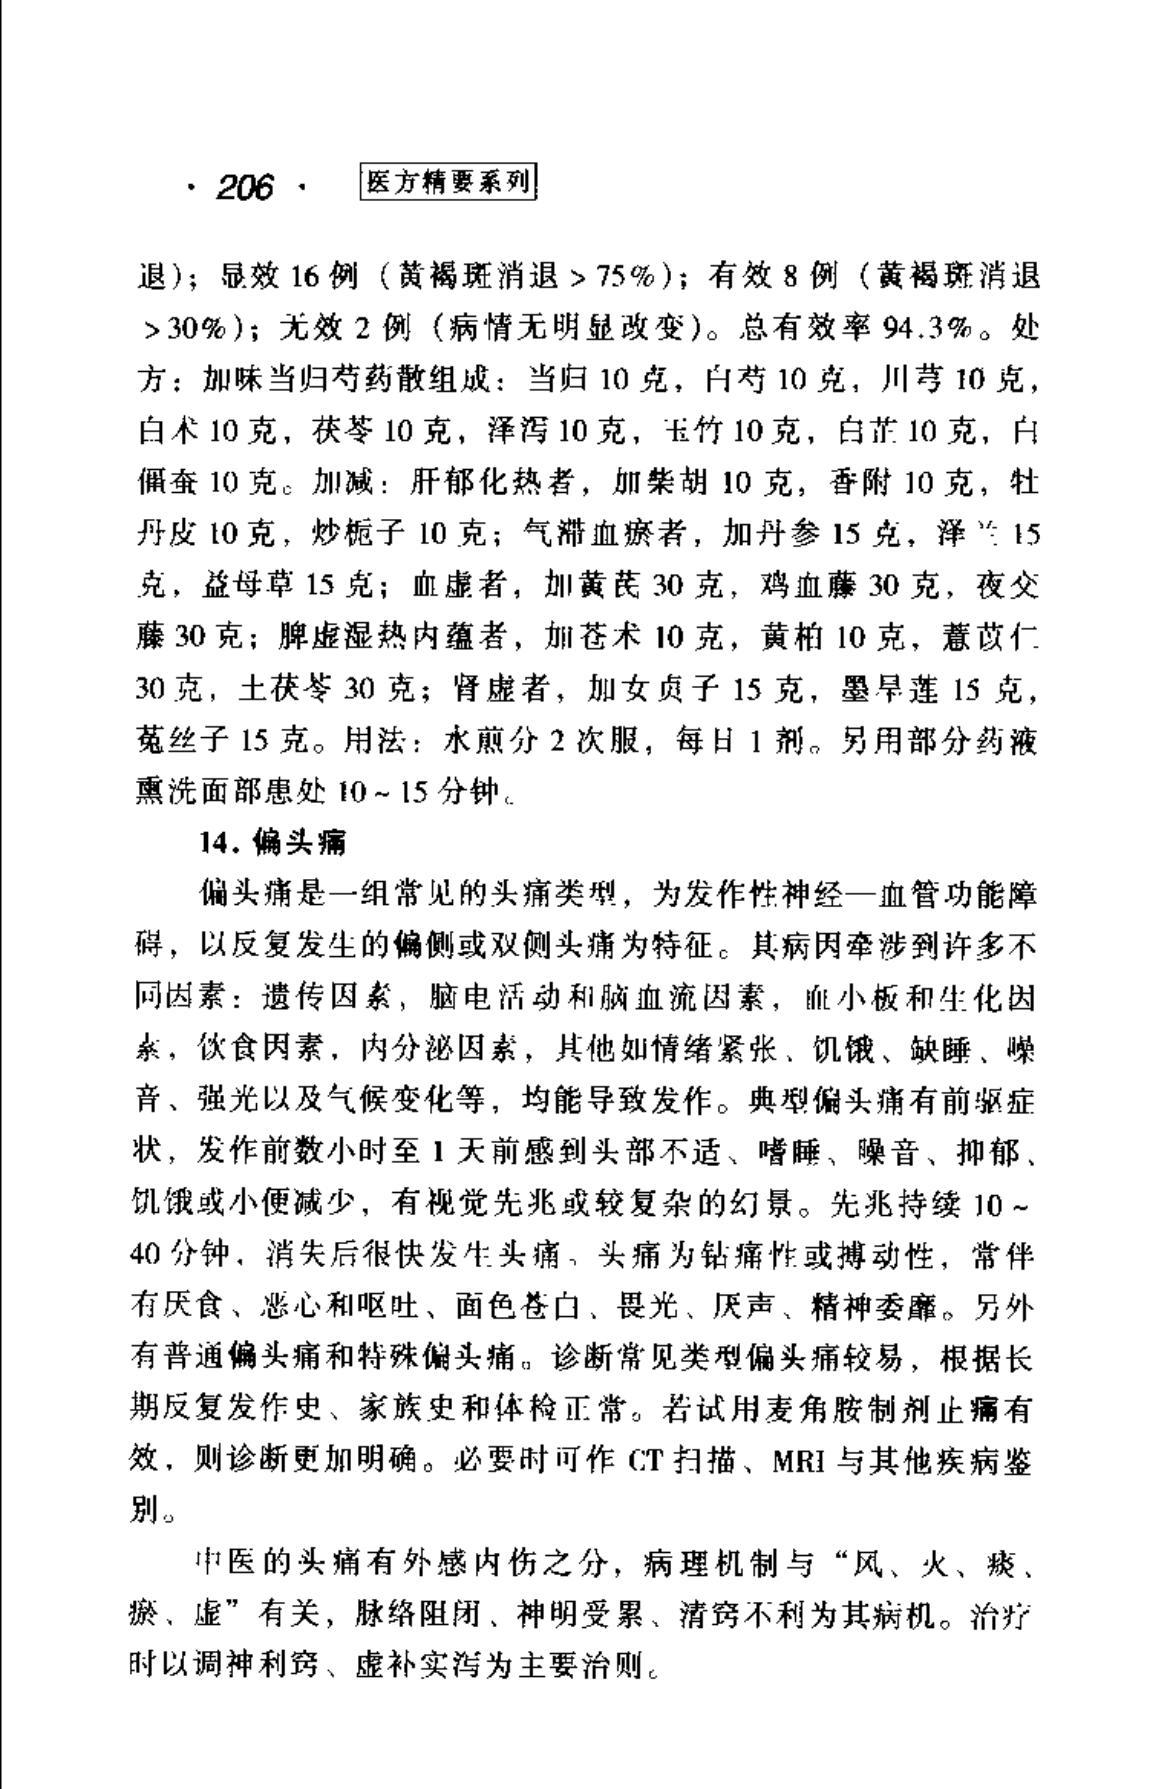 · 206 · 医方精要系列
退)；显效 16 例（黄褐斑消退 > 75%)；有效 8 例（黄褐斑消退
>30%)；无效 2 例（病情无明显改变)。总有效率 94.3%。处
方：加味当归芍药散组成：当归 10 克，白芍 10 克，川芎 10 克，
白术 10 克，茯苓 10 克，泽泻 10 克，玉竹 10 克，白芷 10 克，白
僵蚕 10 克。加减：肝郁化热者，加柴胡 10 克，香附 10 克，牡
丹皮 10 克，炒栀子 10 克；气滞血瘀者，加丹参 15 克，泽兰 15
克，益母草 15 克；血虚者，加黄芪 30 克，鸡血藤 30 克，夜交
藤 30 克；脾虚湿热内蕴者，加苍术 10 克，黄柏 10 克，薏苡仁
30 克，土茯苓 30 克；肾虚者，加女贞子 15 克，墨旱莲 15 克，
菟丝子 15 克。用法：水煎分 2 次服，每日 1 剂。另用部分药液
熏洗面部患处 10 ~ 15 分钟。
14. 偏头痛
偏头痛是一组常见的头痛类型，为发作性神经—血管功能障
碍，以反复发生的偏侧或双侧头痛为特征。其病因牵涉到许多不
同因素：遗传因素，脑电活动和脑血流因素，血小板和生化因
素，饮食因素，内分泌因素，其他如情绪紧张、饥饿、缺睡、噪
音、强光以及气候变化等，均能导致发作。典型偏头痛有前驱症
状，发作前数小时至 1 天前感到头部不适、嗜睡、噪音、抑郁、
饥饿或小便减少，有视觉先兆或较复杂的幻景。先兆持续 10 ~
40 分钟，消失后很快发生头痛。头痛为钻痛性或搏动性，常伴
有厌食、恶心和呕吐、面色苍白、畏光、厌声、精神委靡。另外
有普通偏头痛和特殊偏头痛。诊断常见类型偏头痛较易，根据长
期反复发作史、家族史和体检正常。若试用麦角胺制剂止痛有
效，则诊断更加明确。必要时可作 CT 扫描、MRI 与其他疾病鉴
别。
中医的头痛有外感内伤之分，病理机制与“风、火、痰、
瘀、虚”有关，脉络阻闭、神明受累、清窍不利为其病机。治疗
时以调神利窍、虚补实泻为主要治则。